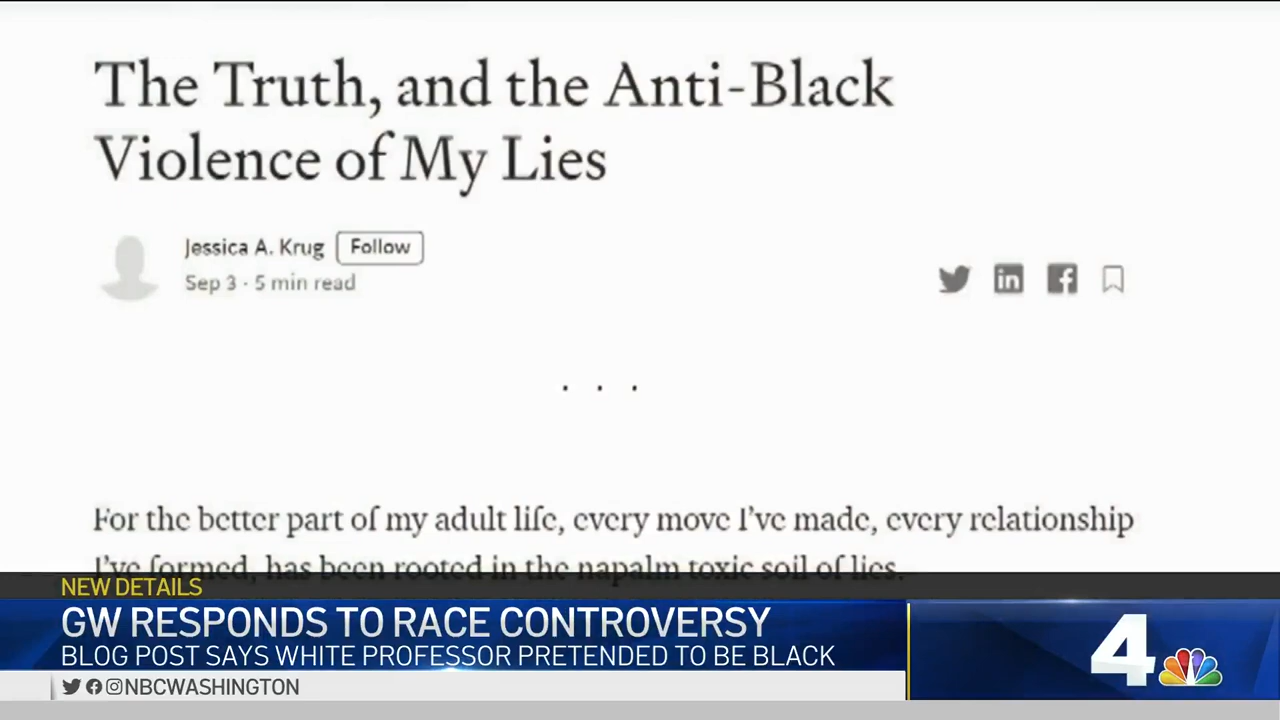 The Truth, and the Anti-Black
Violence of My Lies
Jessica A. Krug Follow
Sep 3 · 5 min read
. . .
For the better part of my adult life, every move I've made, every relationship
I've formed, has been rooted in the napalm toxic soil of lies.
NEW DETAILS
GW RESPONDS TO RACE CONTROVERSY
BLOG POST SAYS WHITE PROFESSOR PRETENDED TO BE BLACK
4
NBCWASHINGTON